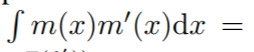 ∫ m(x)m′(x)dx =